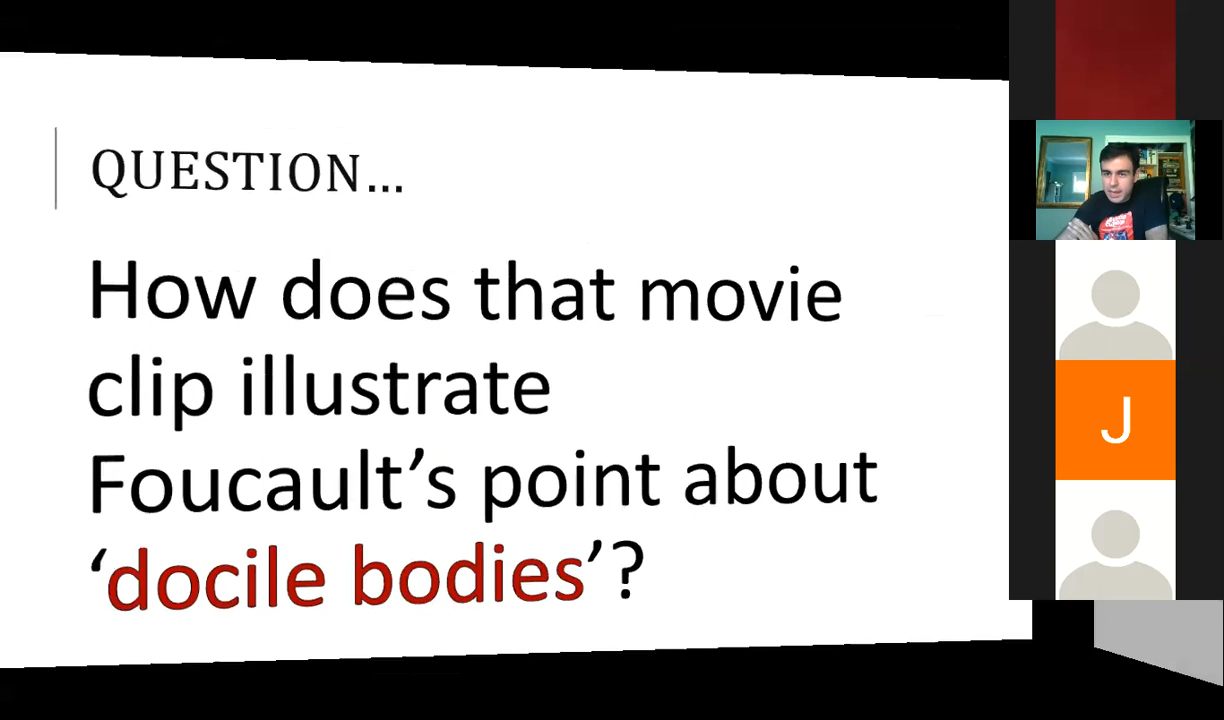 QUESTION...
How does that movie
clip illustrate
Foucault’s point about
‘docile bodies’?
J